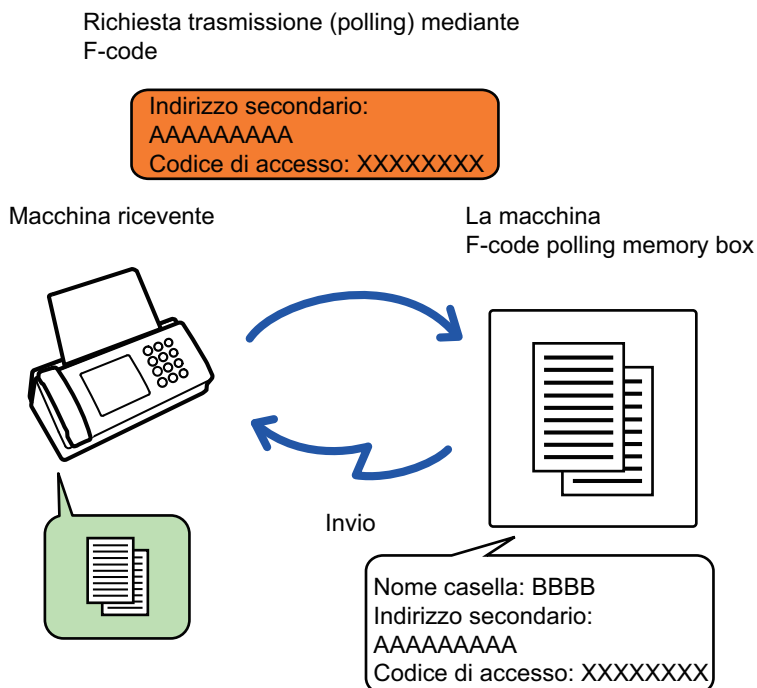 Richiesta trasmissione (polling) mediante
F-code
Indirizzo secondario:
AAAAAAAAA
Codice di accesso: XXXXXXXX
Macchina ricevente
La macchina
F-code polling memory box
Invio
Nome casella: BBBB
Indirizzo secondario:
AAAAAAAAA
Codice di accesso: XXXXXXXX